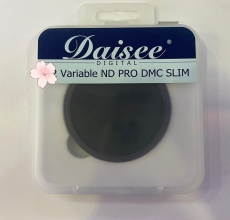 Daisee ®
DIGITAL
Variable ND PRO DMC SLIM